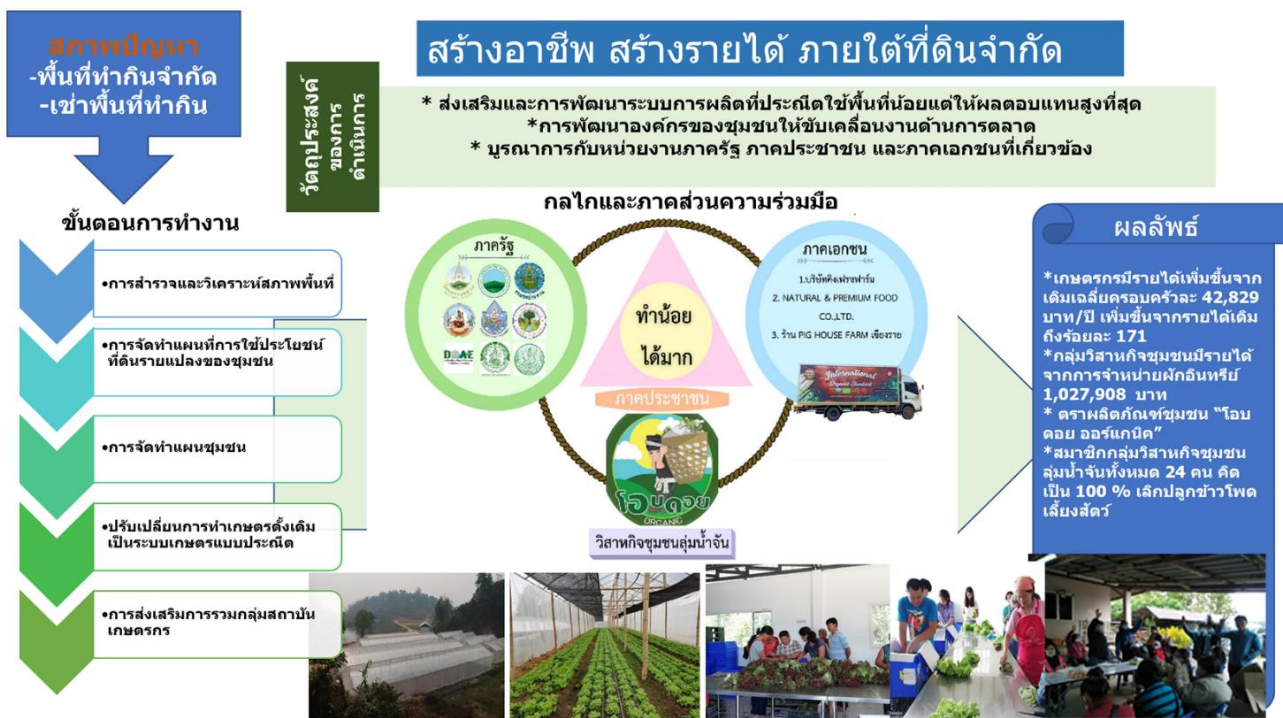 สภาพปัญหา
-พื้นที่ทำกินจำกัด
-เช่าพื้นที่ทำกิน
สร้างอาชีพ สร้างรายได้ ภายใต้ที่ดินจำกัด
วัตถุประสงค์
ของการ
ดำเนินการ
* ส่งเสริมและการพัฒนาระบบการผลิตที่ประณีตใช้พื้นที่น้อยแต่ให้ผลตอบแทนสูงที่สุด
*การพัฒนาองค์กรของชุมชนให้ขับเคลื่อนงานด้านการตลาด
* บูรณาการกับหน่วยงานภาครัฐ ภาคประชาชน และภาคเอกชนที่เกี่ยวข้อง
ขั้นตอนการทำงาน
•การสำรวจและวิเคราะห์สภาพพื้นที่
•การจัดทำแผนที่การใช้ประโยชน์
ที่ดินรายแปลงของชุมชน
•การจัดทำแผนชุมชน
•ปรับเปลี่ยนการทำเกษตรดั้งเดิม
เป็นระบบเกษตรแบบประณีต
•การส่งเสริมการรวมกลุ่มสถาบัน
เกษตรกร
กลไกและภาคส่วนความร่วมมือ
ภาครัฐ
ทำน้อย
ได้มาก
ภาคประชาชน
ภาคเอกชน
1.บริษัทคิงเฟรชฟาร์ม
2. NATURAL & PREMIUM FOOD
CO.,LTD.
3. ร้าน PIG HOUSE FARM เชียงราย
International
Organic Standard
โอบดอย
ORGANIC
วิสาหกิจชุมชนลุ่มน้ำจัน
ผลลัพธ์
*เกษตรกรมีรายได้เพิ่มขึ้นจาก
เดิมเฉลี่ยครอบครัวละ 42,829
บาท/ปี เพิ่มขึ้นจากรายได้เดิม
ถึงร้อยละ 171
*กลุ่มวิสาหกิจชุมชนมีรายได้
จากการจำหน่ายผักอินทรีย์
1,027,908 บาท
* ตราผลิตภัณฑ์ชุมชน “โอบ
ดอย ออร์แกนิค”
*สมาชิกกลุ่มวิสาหกิจชุมชน
ลุ่มน้ำจันทั้งหมด 24 คน คิด
เป็น 100 % เลิกปลูกข้าวโพด
เลี้ยงสัตว์